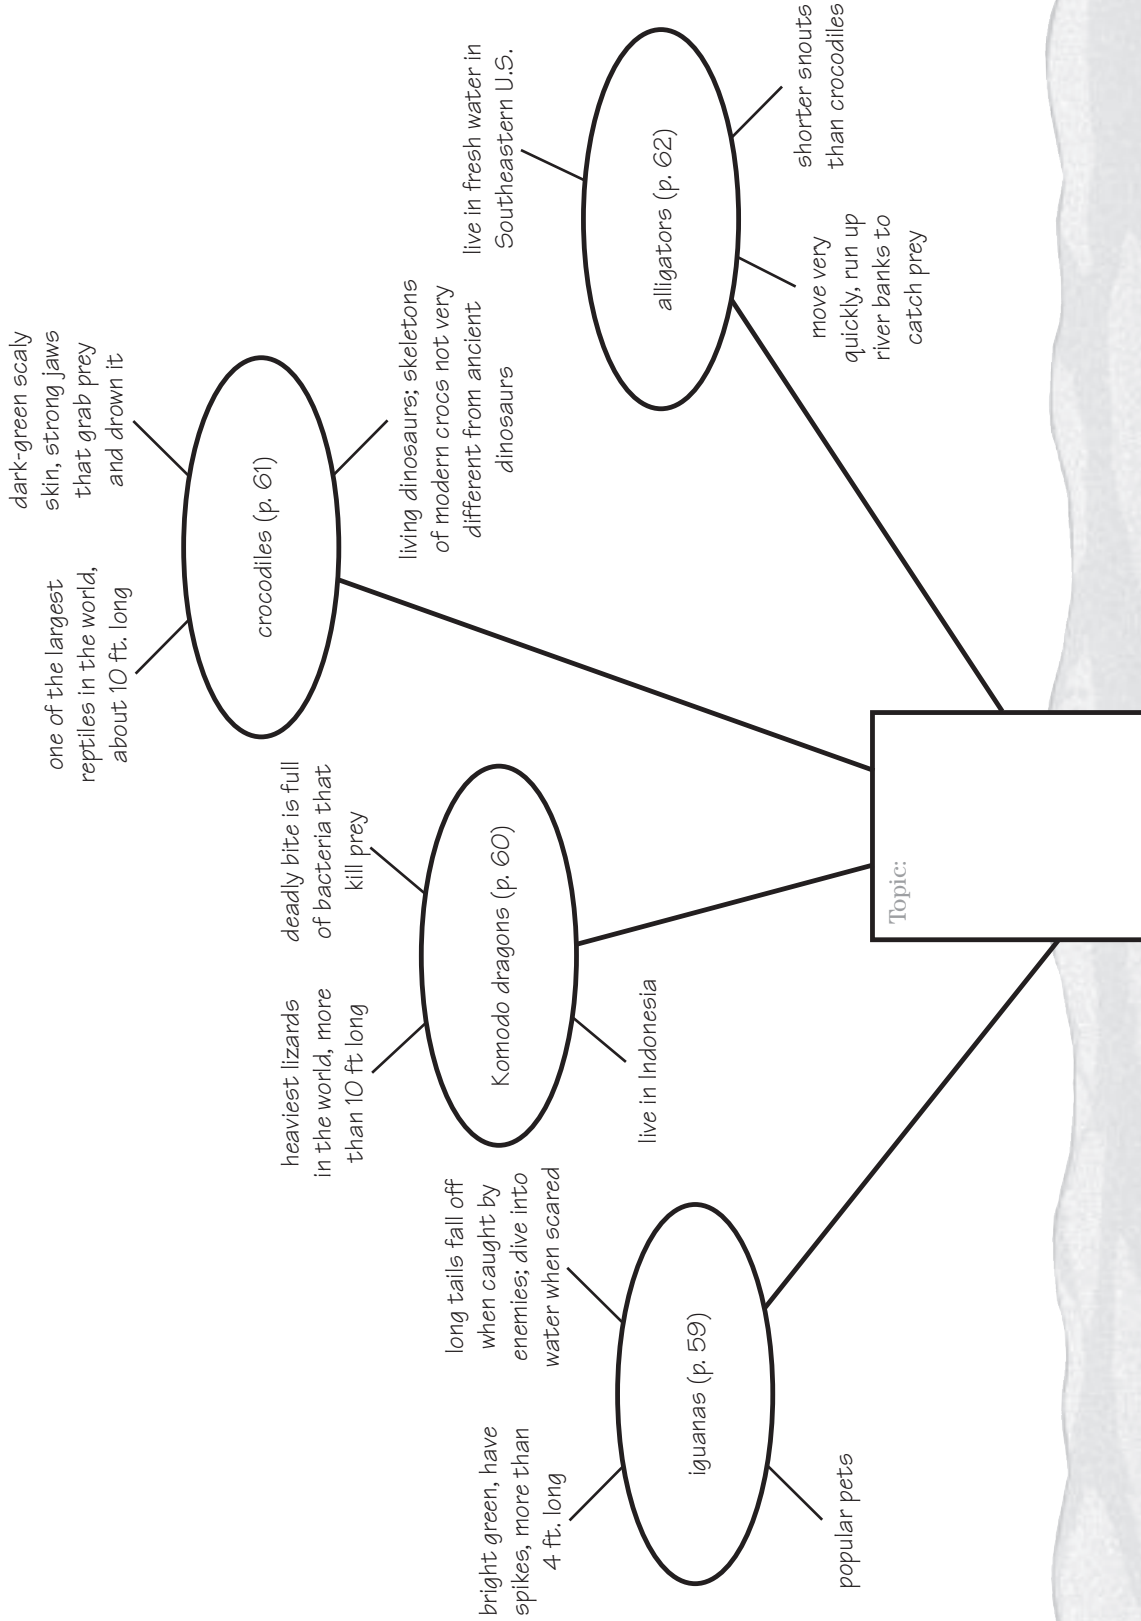 dark-green scaly
skin, strong jaws
that grab prey
and drown it
one of the largest
reptiles in the world,
about 10 ft. long
crocodiles (p. 61)
living dinosaurs; skeletons
of modern crocs not very
different from ancient
dinosaurs
live in fresh water in
Southeastern U.S.
alligators (p. 62)
shorter snouts
than crocodiles
move very
quickly, run up
river banks to
catch prey
heaviest lizards
in the world, more
than 10 ft long
deadly bite is full
of bacteria that
kill prey
Komodo dragons (p. 60)
live in Indonesia
bright green, have
spikes, more than
4 ft. long
long tails fall off
when caught by
enemies; dive into
water when scared
iguanas (p. 59)
popular pets
Topic: